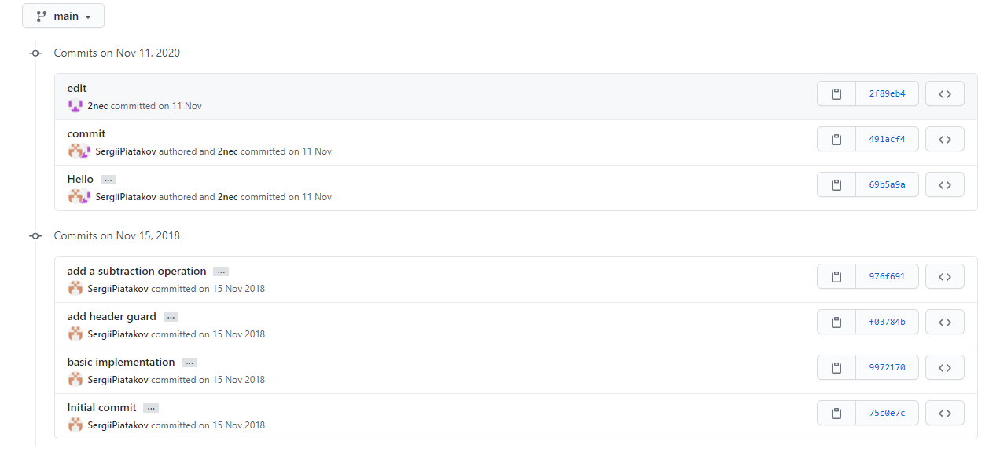 main
Commits on Nov 11, 2020
edit
2nec committed on 11 Nov
2f89eb4
commit
SergiiPiatakov authored and 2nec committed on 11 Nov
491acf4
Hello ...
SergiiPiatakov authored and 2nec committed on 11 Nov
69b5a9a
Commits on Nov 15, 2018
add a subtraction operation ...
SergiiPiatakov committed on 15 Nov 2018
976f691
add header guard ...
SergiiPiatakov committed on 15 Nov 2018
f03784b
basic implementation ...
SergiiPiatakov committed on 15 Nov 2018
9972170
Initial commit ...
SergiiPiatakov committed on 15 Nov 2018
75c0e7c